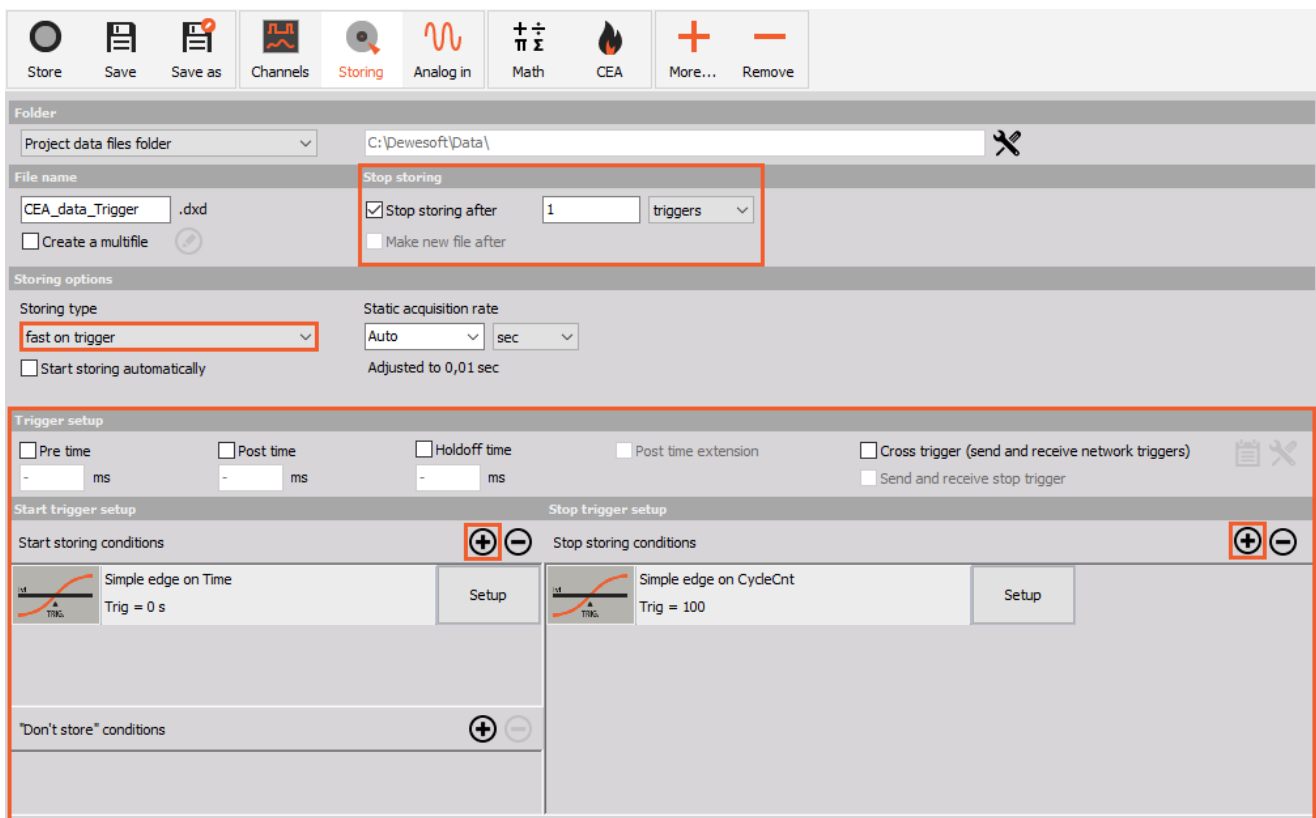 Store Save Save as Channels Storing Analog in Math CEA More... Remove
Folder
Project data files folder C:\Dewesoft\Data\
File name Stop storing
CEA_data_Trigger .dxd Stop storing after 1 triggers
Create a multifile Make new file after
Storing options
Storing type Static acquisition rate
fast on trigger Auto sec
Start storing automatically Adjusted to 0,01 sec
Trigger setup
Pre time Post time Holdoff time Post time extension Cross trigger (send and receive network triggers)
- ms - ms - ms Send and receive stop trigger
Start trigger setup Stop trigger setup
Start storing conditions Stop storing conditions
Simple edge on Time Setup Simple edge on CycleCnt Setup
TRIG. Trig = 0 s TRIG. Trig = 100
"Don't store" conditions